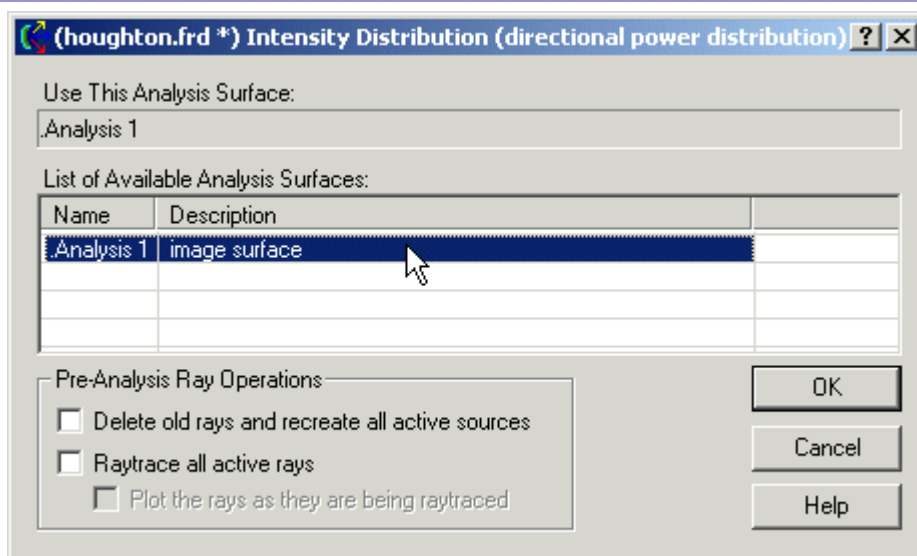 (houghton.frd *) Intensity Distribution (directional power distribution)
Use This Analysis Surface:
.Analysis 1
List of Available Analysis Surfaces:
Name Description
.Analysis 1 image surface
Pre-Analysis Ray Operations
Delete old rays and recreate all active sources
Raytrace all active rays
Plot the rays as they are being raytraced
OK
Cancel
Help